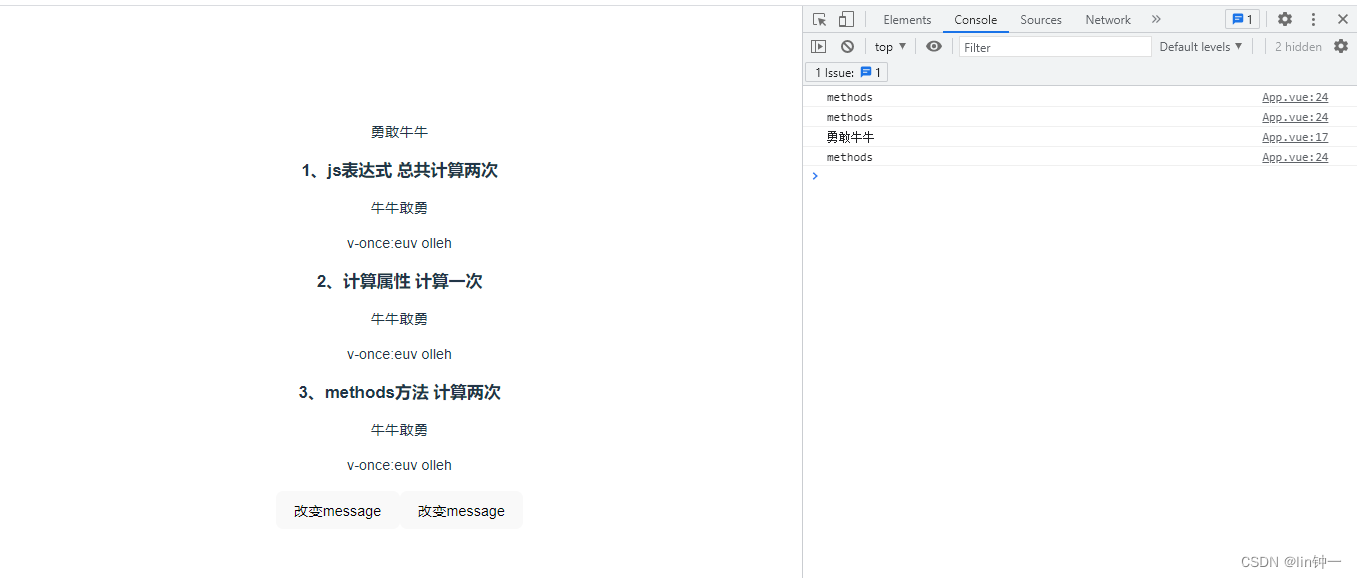 勇敢牛牛
1、js表达式 总共计算两次
牛牛敢勇
v-once:euv olleh
2、计算属性 计算一次
牛牛敢勇
v-once:euv olleh
3、methods方法 计算两次
牛牛敢勇
v-once:euv olleh
改变message 改变message
Elements Console Sources Network » 1
top ▼ Filter Default levels ▼ 2 hidden
1 Issue: 1
methods App.vue:24
methods App.vue:24
勇敢牛牛 App.vue:17
methods App.vue:24
CSDN @lin钟一